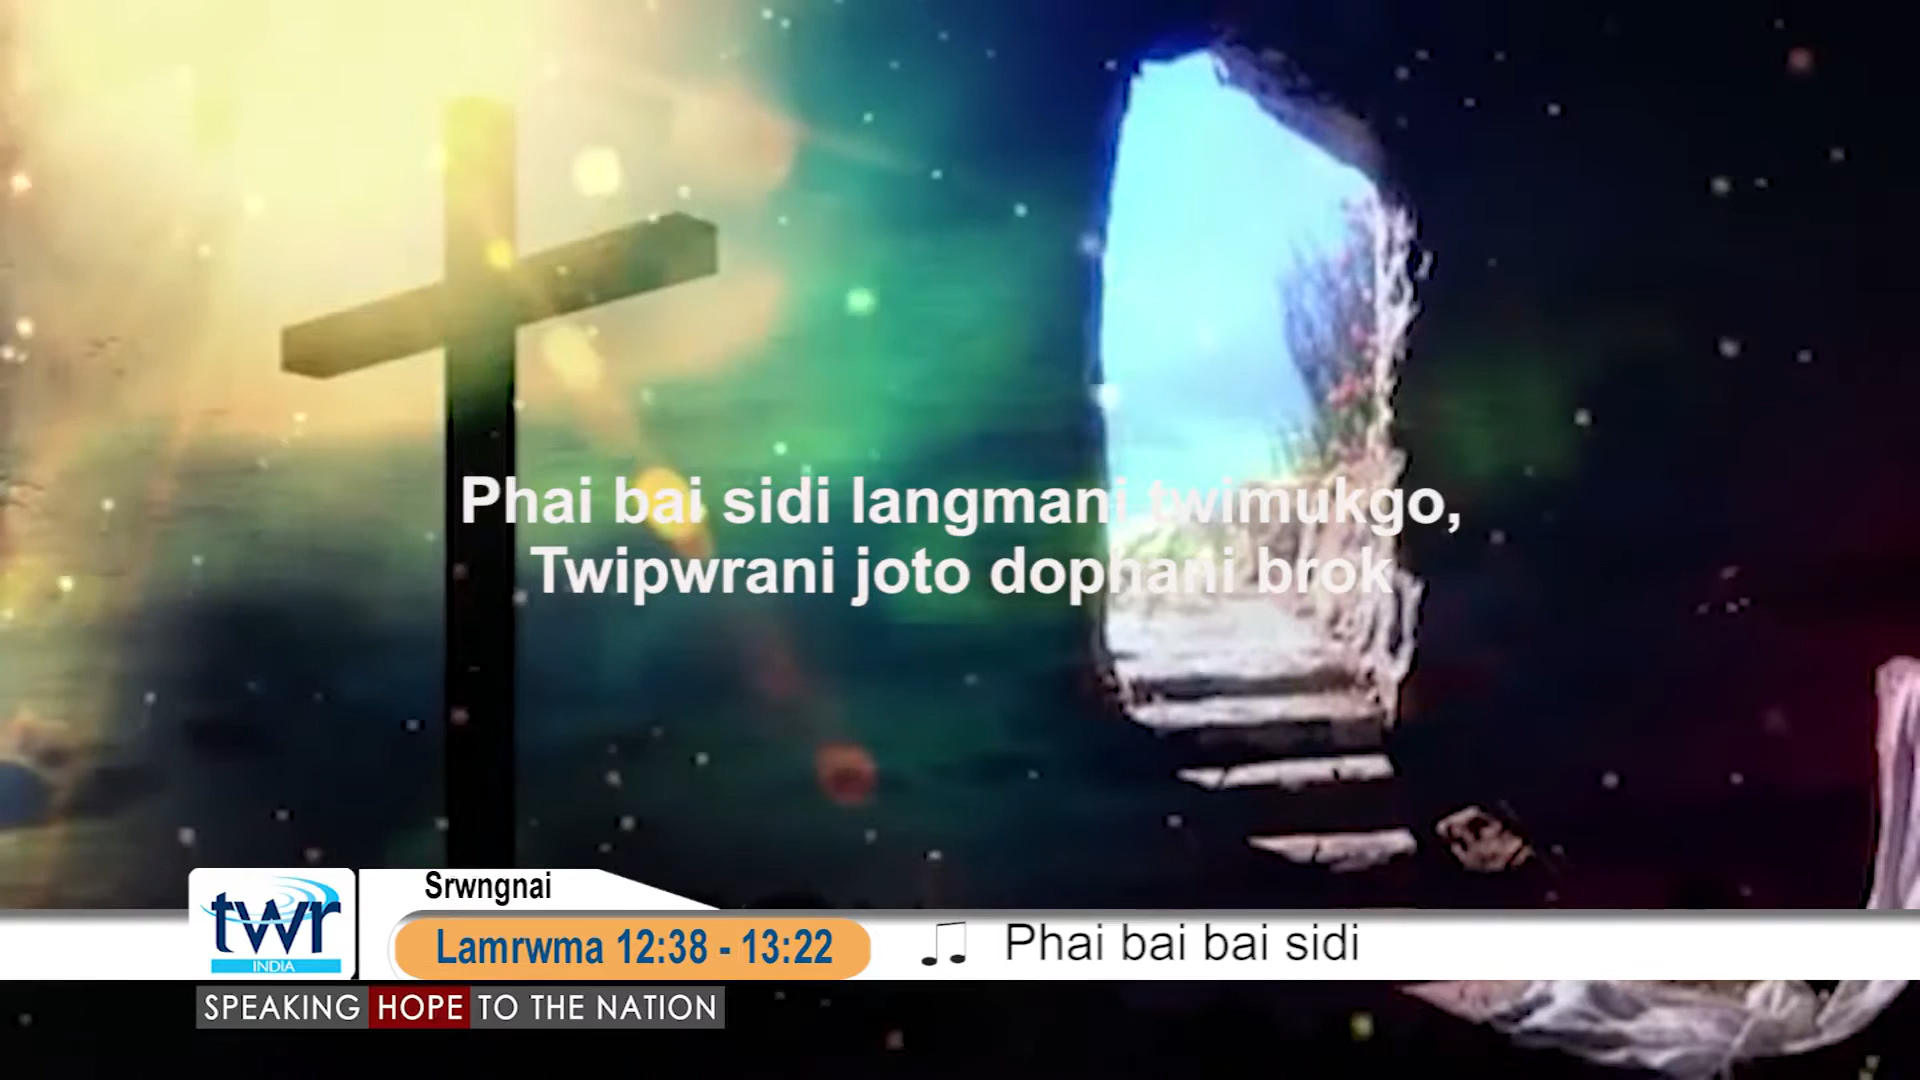 Phai bai sidi langmani twimukgo,
Twipwrani joto dophani brok
Srwngnai
twr
INDIA
Lamrwma 12:38 - 13:22
Phai bai bai sidi
SPEAKING HOPE TO THE NATION